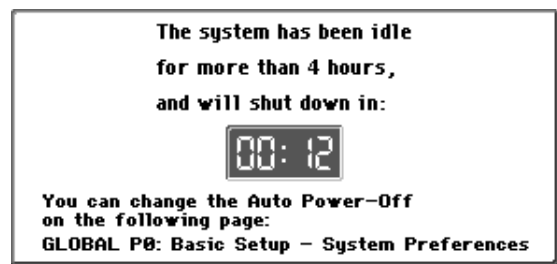 The system has been idle
for more than 4 hours,
and will shut down in:
00:12
You can change the Auto Power-Off
on the following page:
GLOBAL P0: Basic Setup - System Preferences